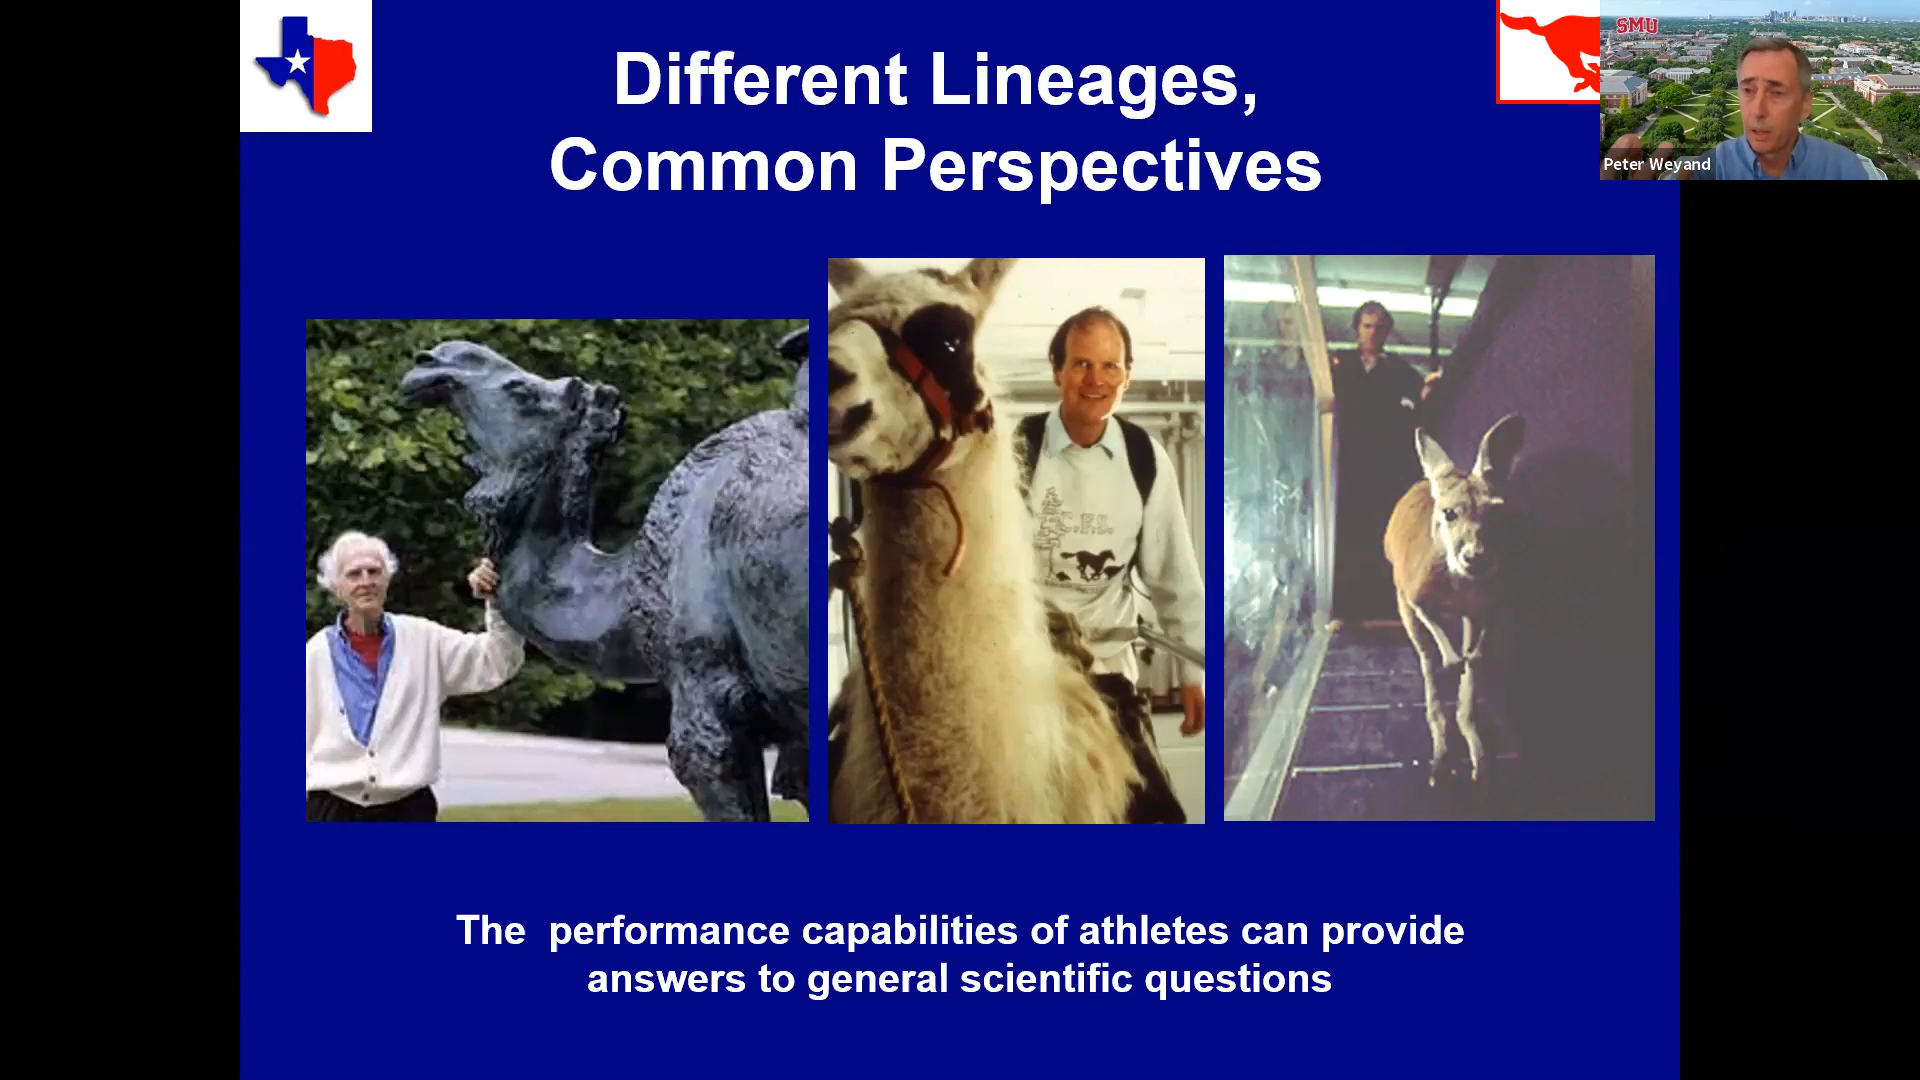 Different Lineages,
Common Perspectives
SMU
Peter Weyand
The  performance capabilities of athletes can provide
answers to general scientific questions